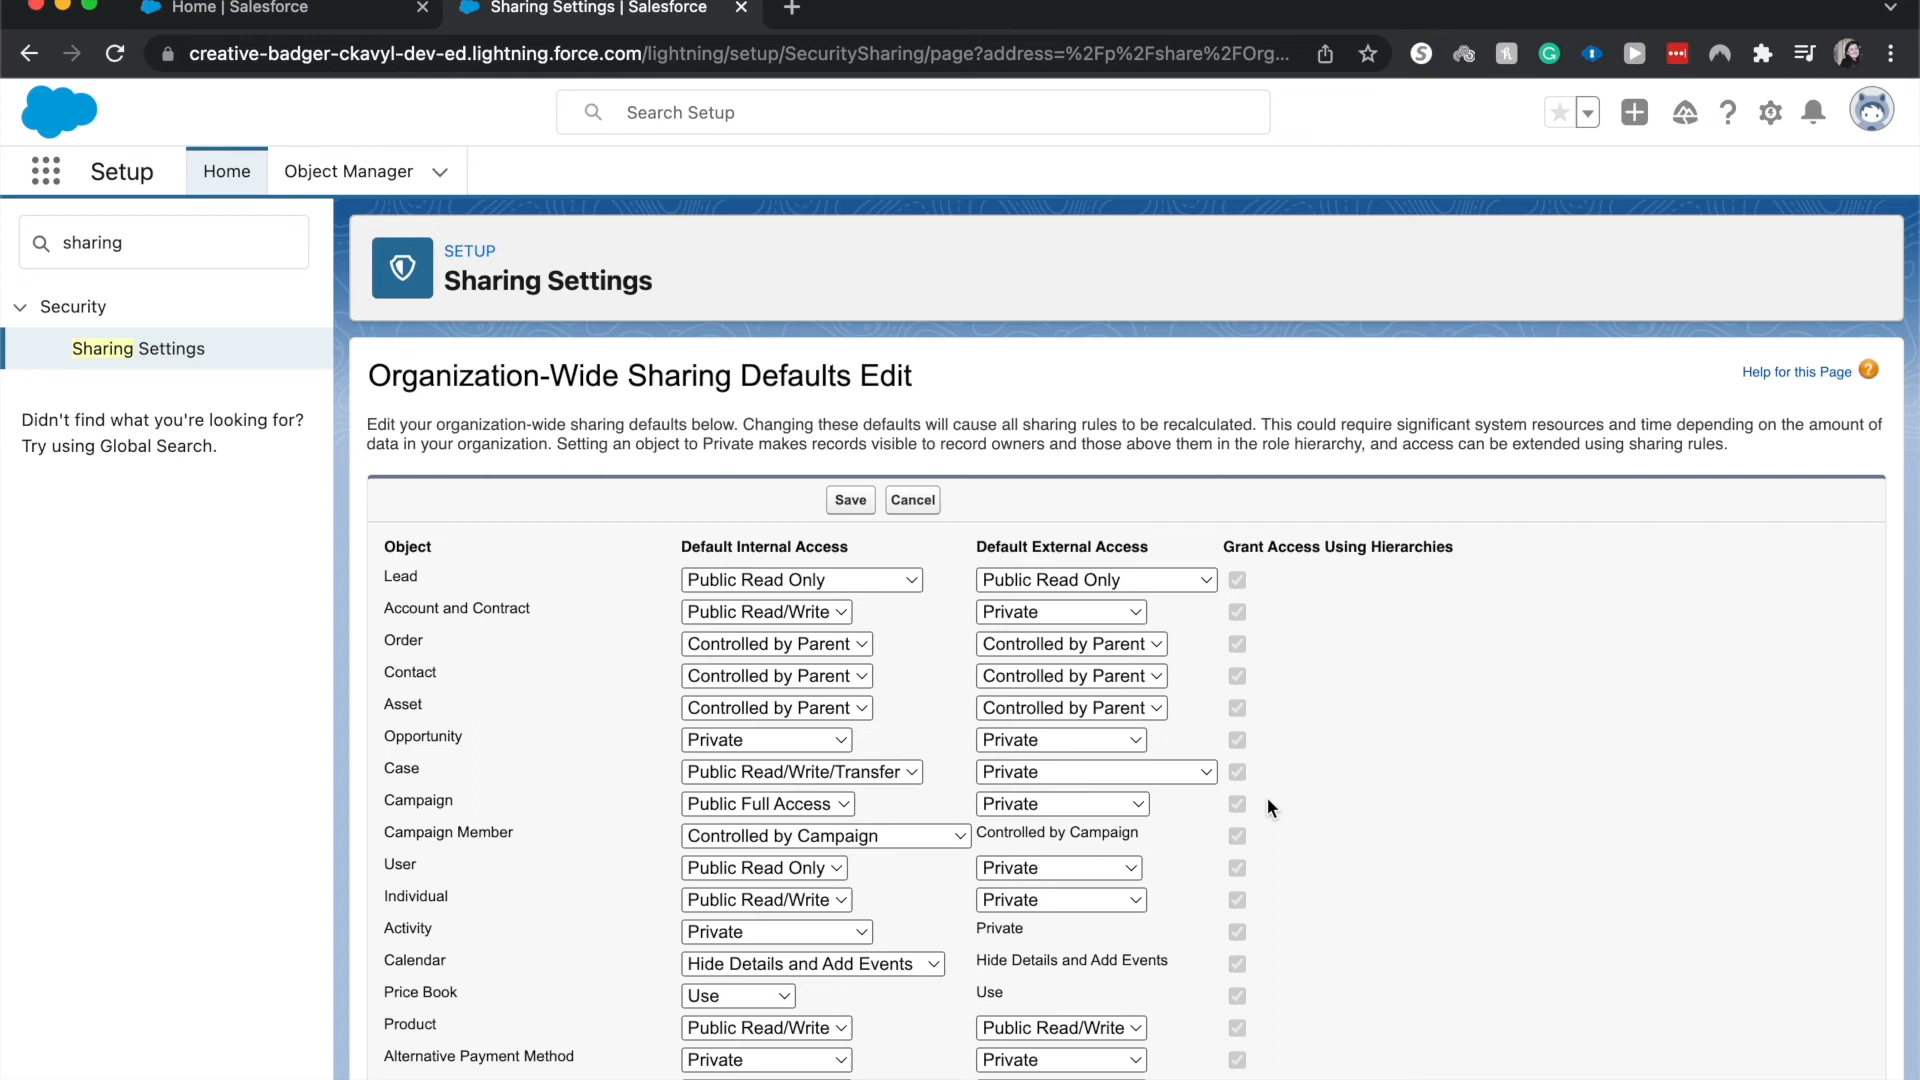 Home | Salesforce
Sharing Settings | Salesforce
creative-badger-ckavyl-dev-ed.lightning.force.com/lightning/setup/SecuritySharing/page?address=%2Fp%2Fshare%2FOrg...
Search Setup
Setup
Home
Object Manager
sharing
Security
Sharing Settings
Didn't find what you're looking for?
Try using Global Search.
SETUP
Sharing Settings
Organization-Wide Sharing Defaults Edit
Help for this Page ?
Edit your organization-wide sharing defaults below. Changing these defaults will cause all sharing rules to be recalculated. This could require significant system resources and time depending on the amount of
data in your organization. Setting an object to Private makes records visible to record owners and those above them in the role hierarchy, and access can be extended using sharing rules.
Save Cancel
Object Default Internal Access Default External Access Grant Access Using Hierarchies
Lead Public Read Only Public Read Only
Account and Contract Public Read/Write Private
Order Controlled by Parent Controlled by Parent
Contact Controlled by Parent Controlled by Parent
Asset Controlled by Parent Controlled by Parent
Opportunity Private Private
Case Public Read/Write/Transfer Private
Campaign Public Full Access Private
Campaign Member Controlled by Campaign Controlled by Campaign
User Public Read Only Private
Individual Public Read/Write Private
Activity Private Private
Calendar Hide Details and Add Events Hide Details and Add Events
Price Book Use Use
Product Public Read/Write Public Read/Write
Alternative Payment Method Private Private